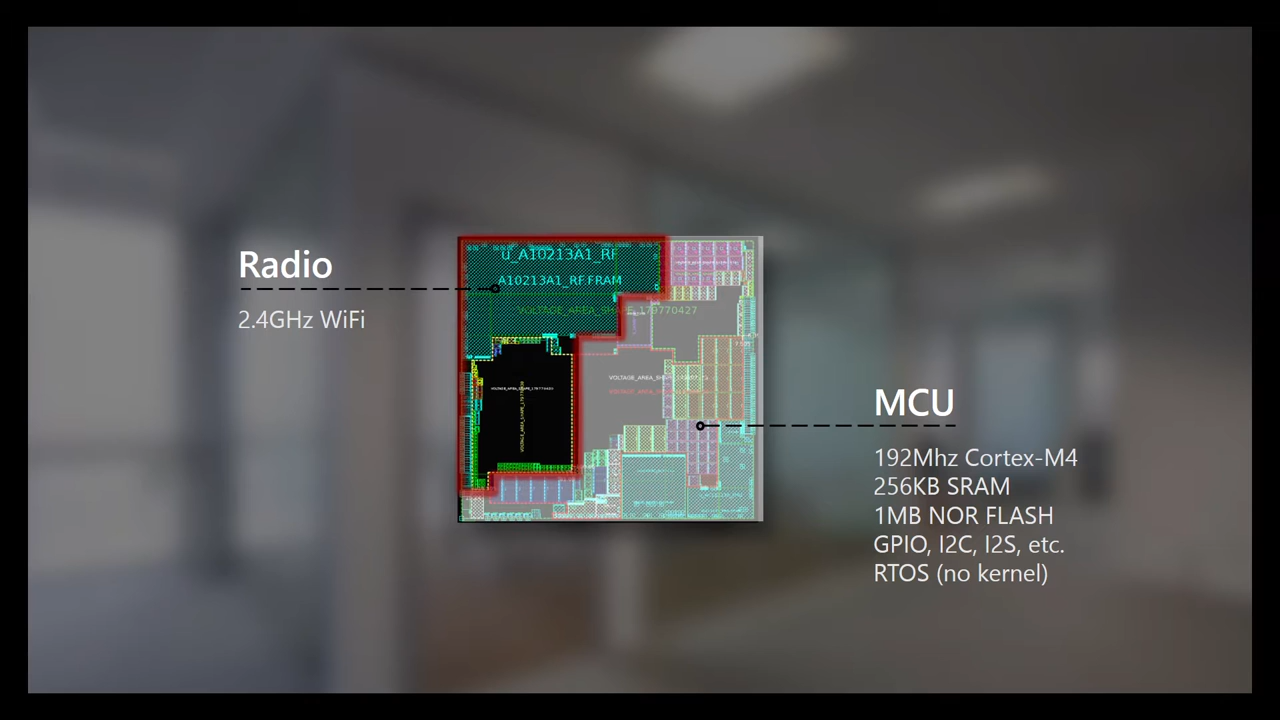 Radio
2.4GHz WiFi
u_A10213A1_RF
A10213A1_RF.FRAM
VOLTAGE_AREA_SHAPE_179770427
MCU
192Mhz Cortex-M4
256KB SRAM
1MB NOR FLASH
GPIO, I2C, I2S, etc.
RTOS (no kernel)